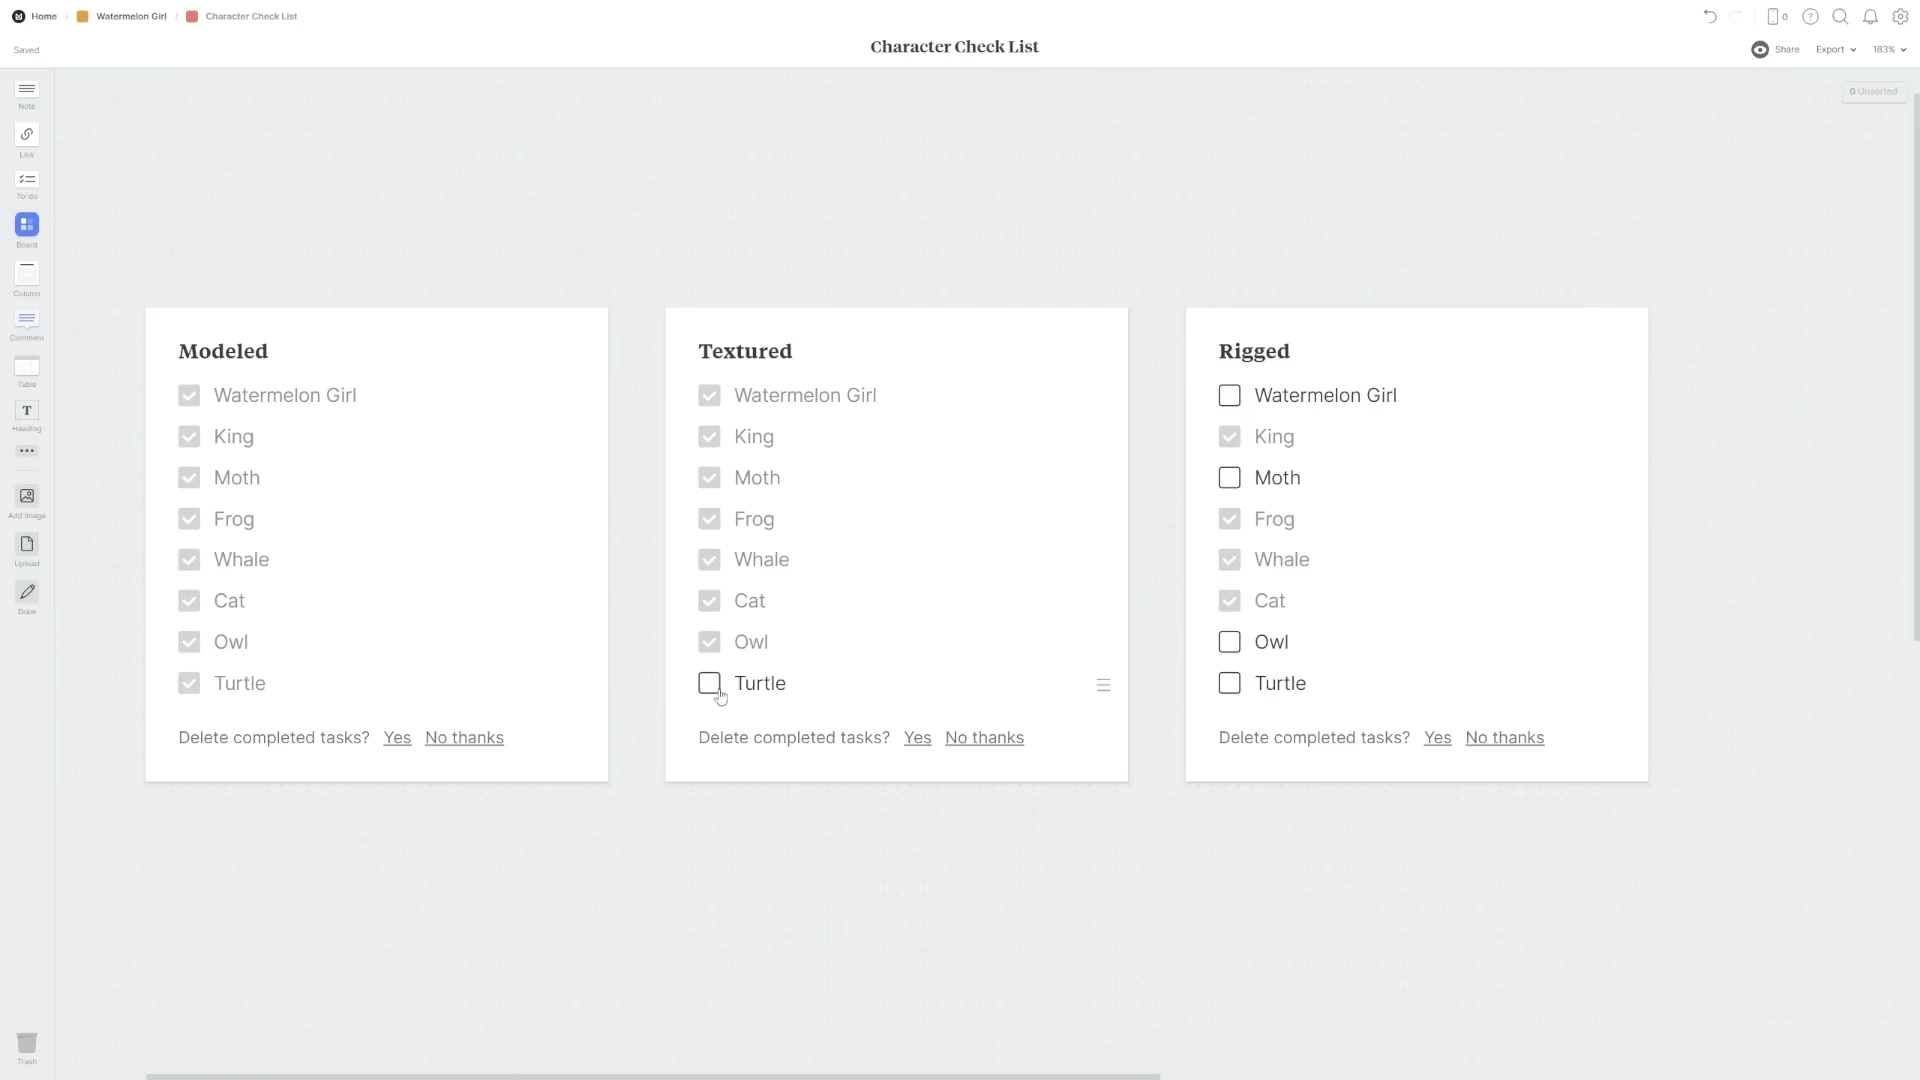 Home / Watermelon Girl / Character Check List
0
Saved
Character Check List
Share
Export
183%
0 Unsorted
Note
Link
To-do
Board
Column
Comment
Table
T
Heading
Add image
Upload
Draw
Trash
Modeled
Watermelon Girl
King
Moth
Frog
Whale
Cat
Owl
Turtle
Delete completed tasks? Yes No thanks
Textured
Watermelon Girl
King
Moth
Frog
Whale
Cat
Owl
Turtle
Delete completed tasks? Yes No thanks
Rigged
Watermelon Girl
King
Moth
Frog
Whale
Cat
Owl
Turtle
Delete completed tasks? Yes No thanks